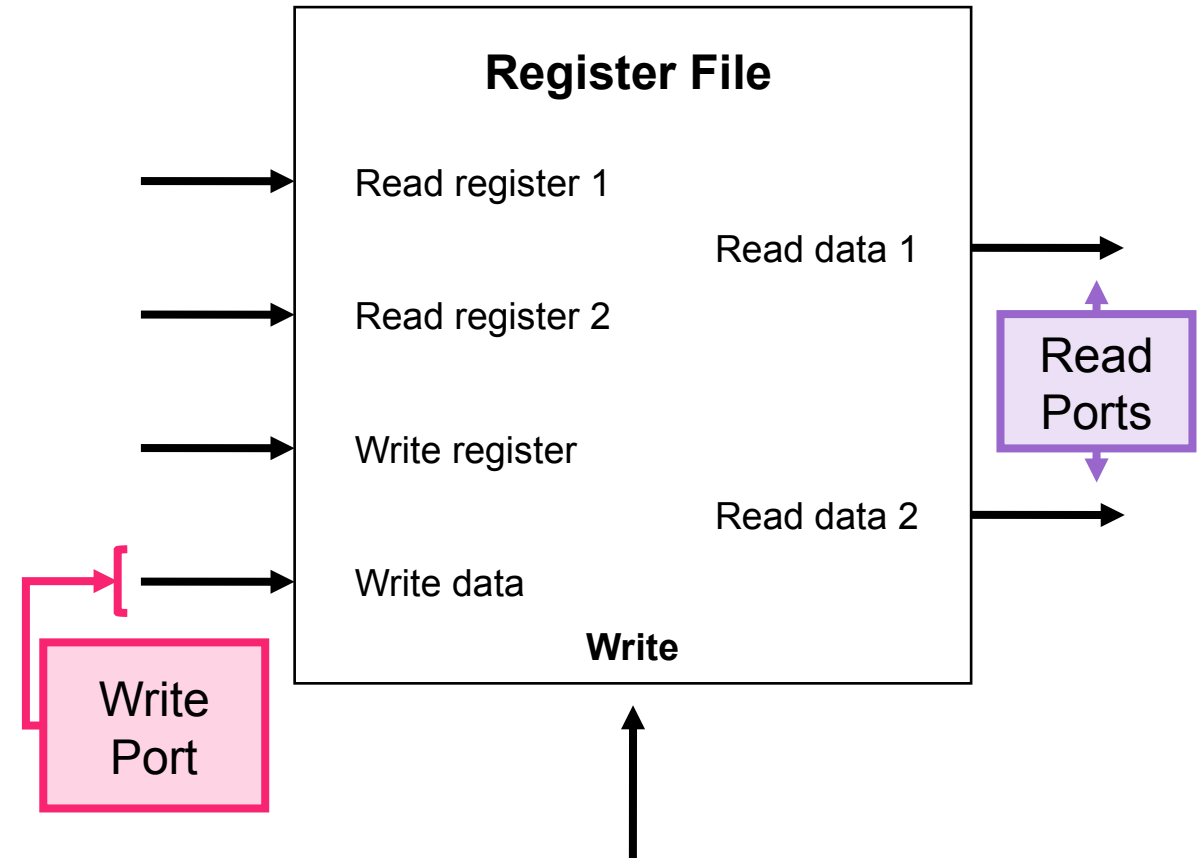 Register File
Read register 1
Read data 1
Read register 2
Read
Ports
Write register
Read data 2
Write data
Write
Write
Port